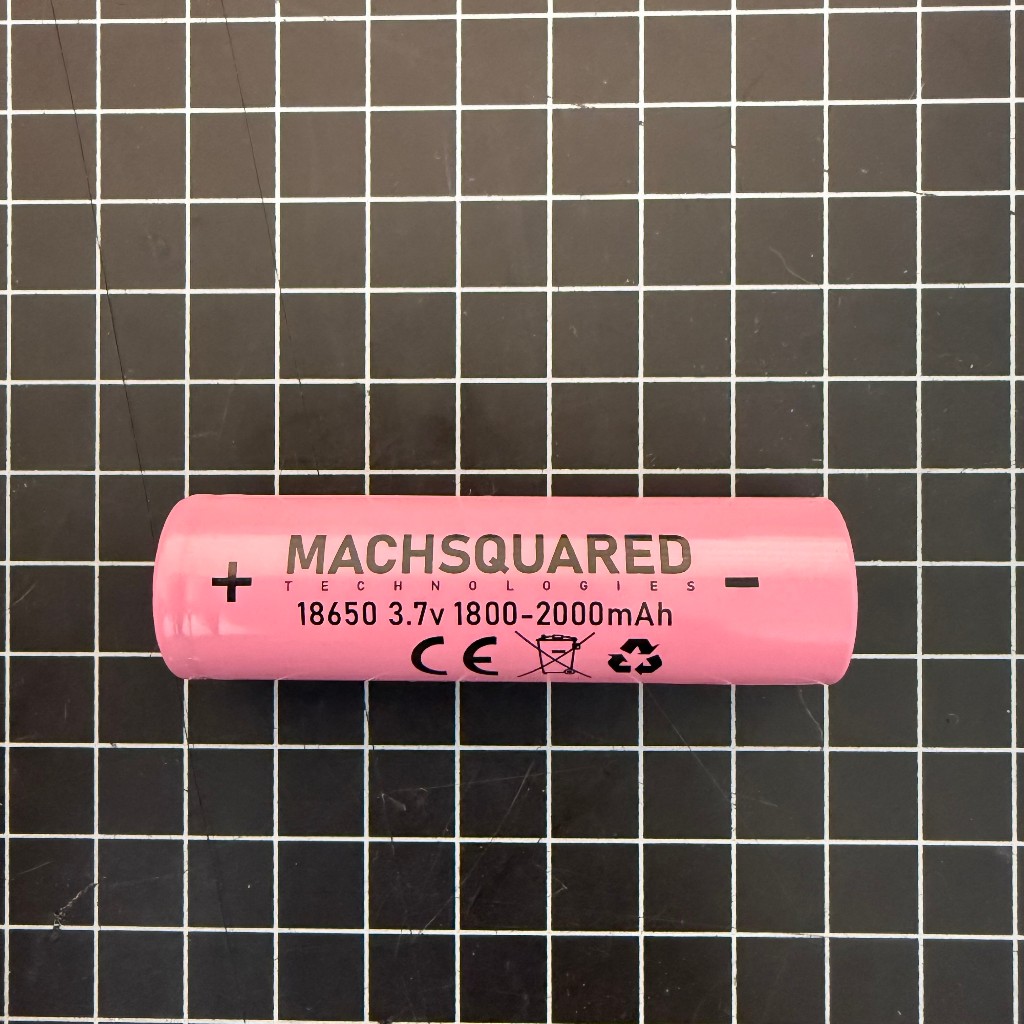 MACHSQUARED
TECHNOLOGIES
+ -
18650 3.7v 1800-2000mAh
CE